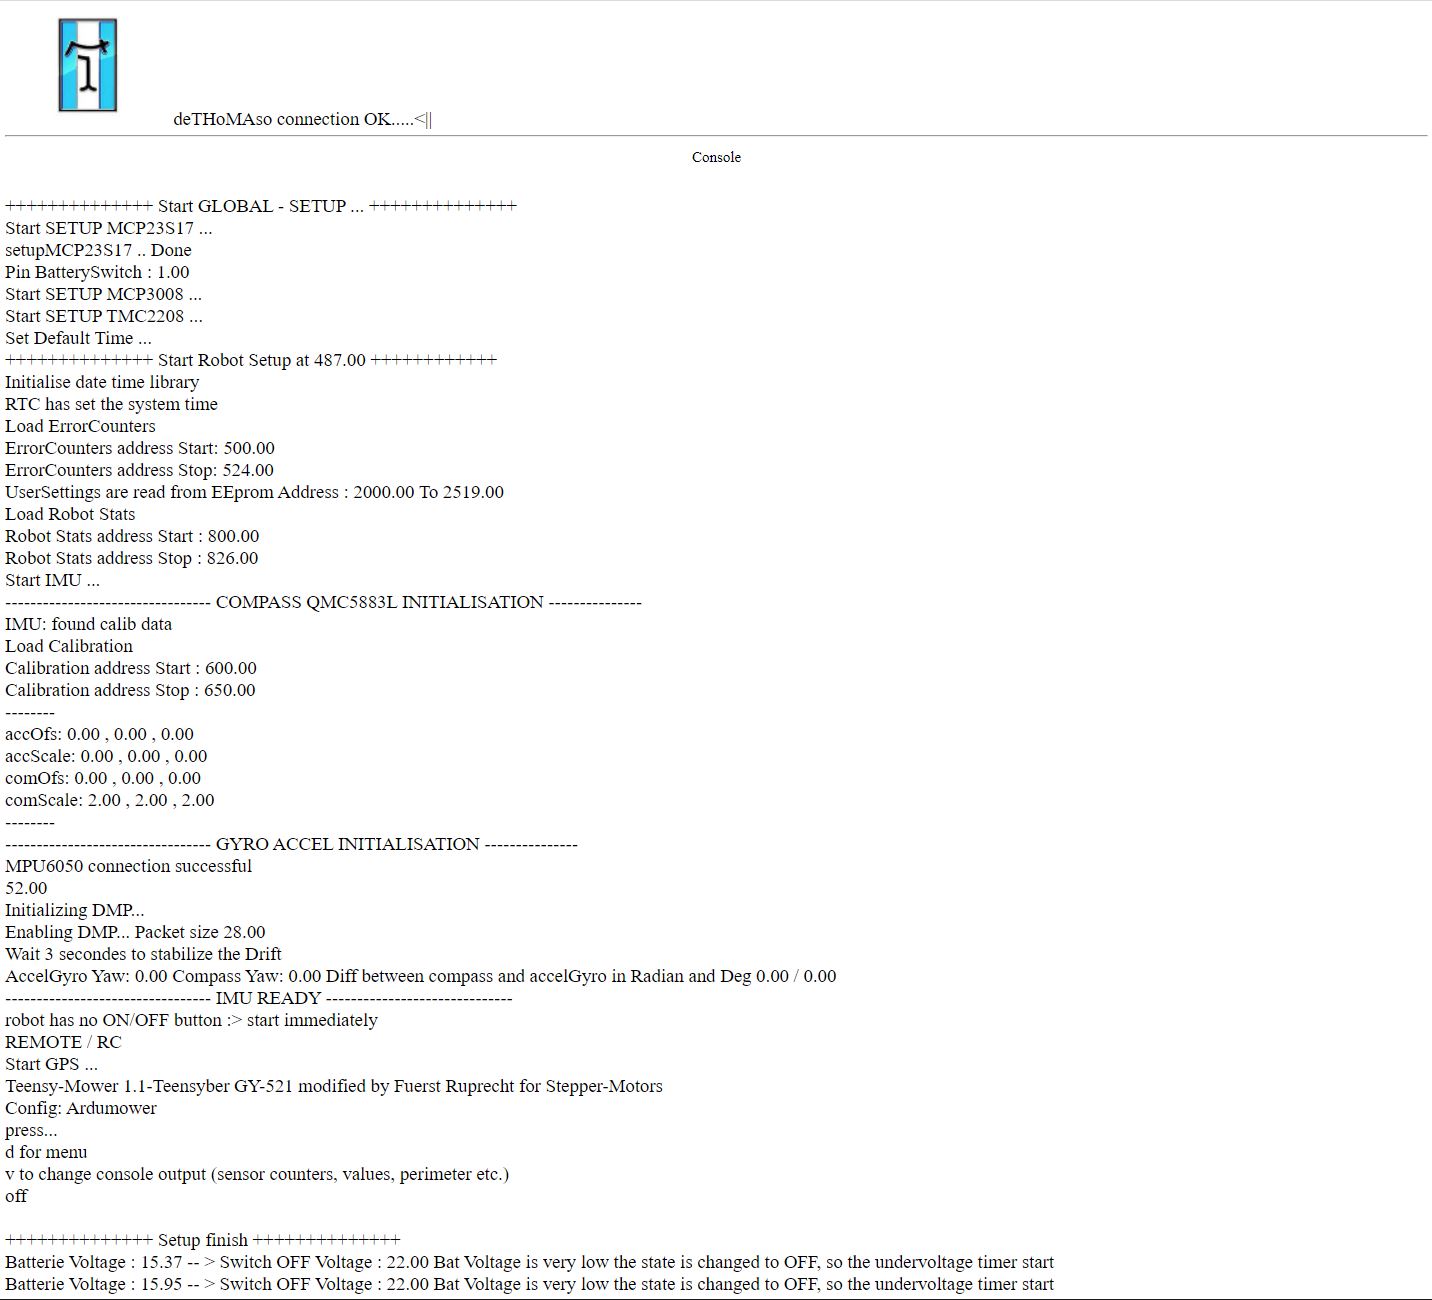 deTHoMAso connection OK.....<||
Console
++++++++++++++ Start GLOBAL - SETUP ... ++++++++++++++
Start SETUP MCP23S17 ...
setupMCP23S17 .. Done
Pin BatterySwitch : 1.00
Start SETUP MCP3008 ...
Start SETUP TMC2208 ...
Set Default Time ...
++++++++++++++ Start Robot Setup at 487.00 ++++++++++++
Initialise date time library
RTC has set the system time
Load ErrorCounters
ErrorCounters address Start: 500.00
ErrorCounters address Stop: 524.00
UserSettings are read from EEprom Address : 2000.00 To 2519.00
Load Robot Stats
Robot Stats address Start : 800.00
Robot Stats address Stop : 826.00
Start IMU ...
--------------------------------- COMPASS QMC5883L INITIALISATION ---------------
IMU: found calib data
Load Calibration
Calibration address Start : 600.00
Calibration address Stop : 650.00
--------
accOfs: 0.00 , 0.00 , 0.00
accScale: 0.00 , 0.00 , 0.00
comOfs: 0.00 , 0.00 , 0.00
comScale: 2.00 , 2.00 , 2.00
--------
--------------------------------- GYRO ACCEL INITIALISATION ---------------
MPU6050 connection successful
52.00
Initializing DMP...
Enabling DMP... Packet size 28.00
Wait 3 secondes to stabilize the Drift
AccelGyro Yaw: 0.00 Compass Yaw: 0.00 Diff between compass and accelGyro in Radian and Deg 0.00 / 0.00
--------------------------------- IMU READY ------------------------------
robot has no ON/OFF button :> start immediately
REMOTE / RC
Start GPS ...
Teensy-Mower 1.1-Teensyber GY-521 modified by Fuerst Ruprecht for Stepper-Motors
Config: Ardumower
press...
d for menu
v to change console output (sensor counters, values, perimeter etc.)
off
++++++++++++++ Setup finish ++++++++++++++
Batterie Voltage : 15.37 -- > Switch OFF Voltage : 22.00 Bat Voltage is very low the state is changed to OFF, so the undervoltage timer start
Batterie Voltage : 15.95 -- > Switch OFF Voltage : 22.00 Bat Voltage is very low the state is changed to OFF, so the undervoltage timer start